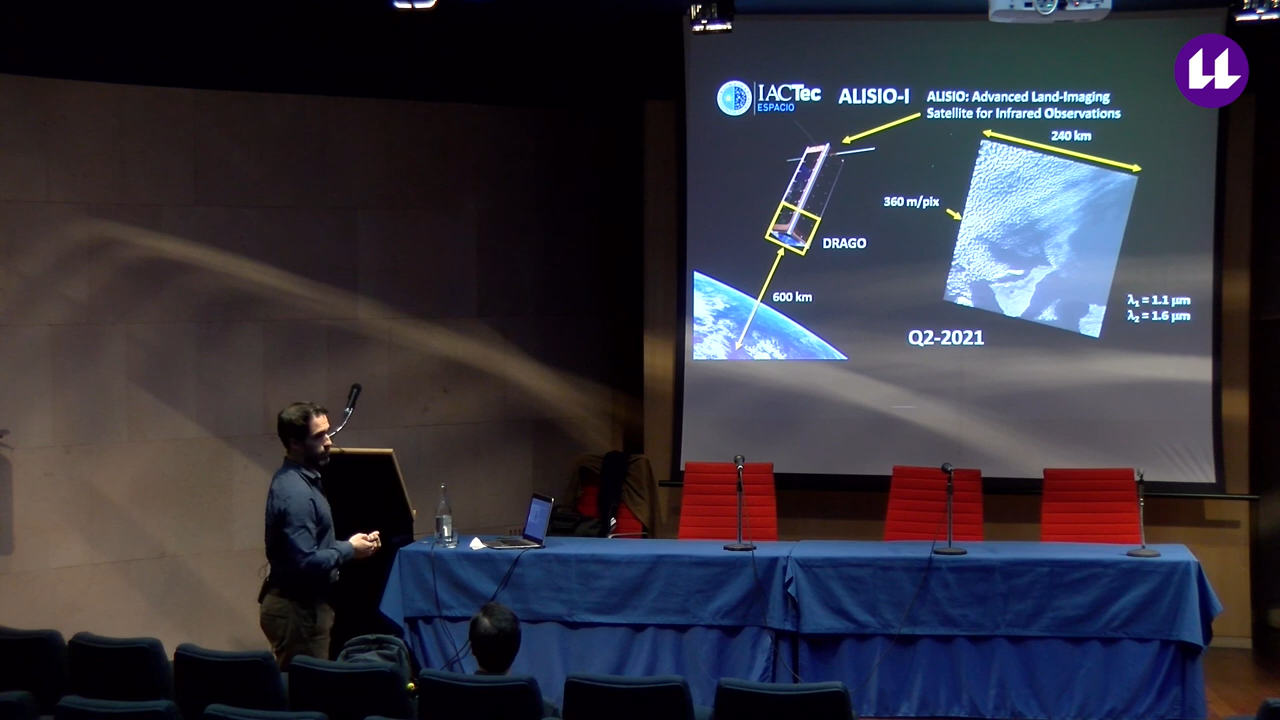 IACTec
ESPACIO
ALISIO-I
ALISIO: Advanced Land-Imaging
Satellite for Infrared Observations
240 km
360 m/pix
DRAGO
600 km
λ₁ = 1.1 μm
λ₂ = 1.6 μm
Q2-2021